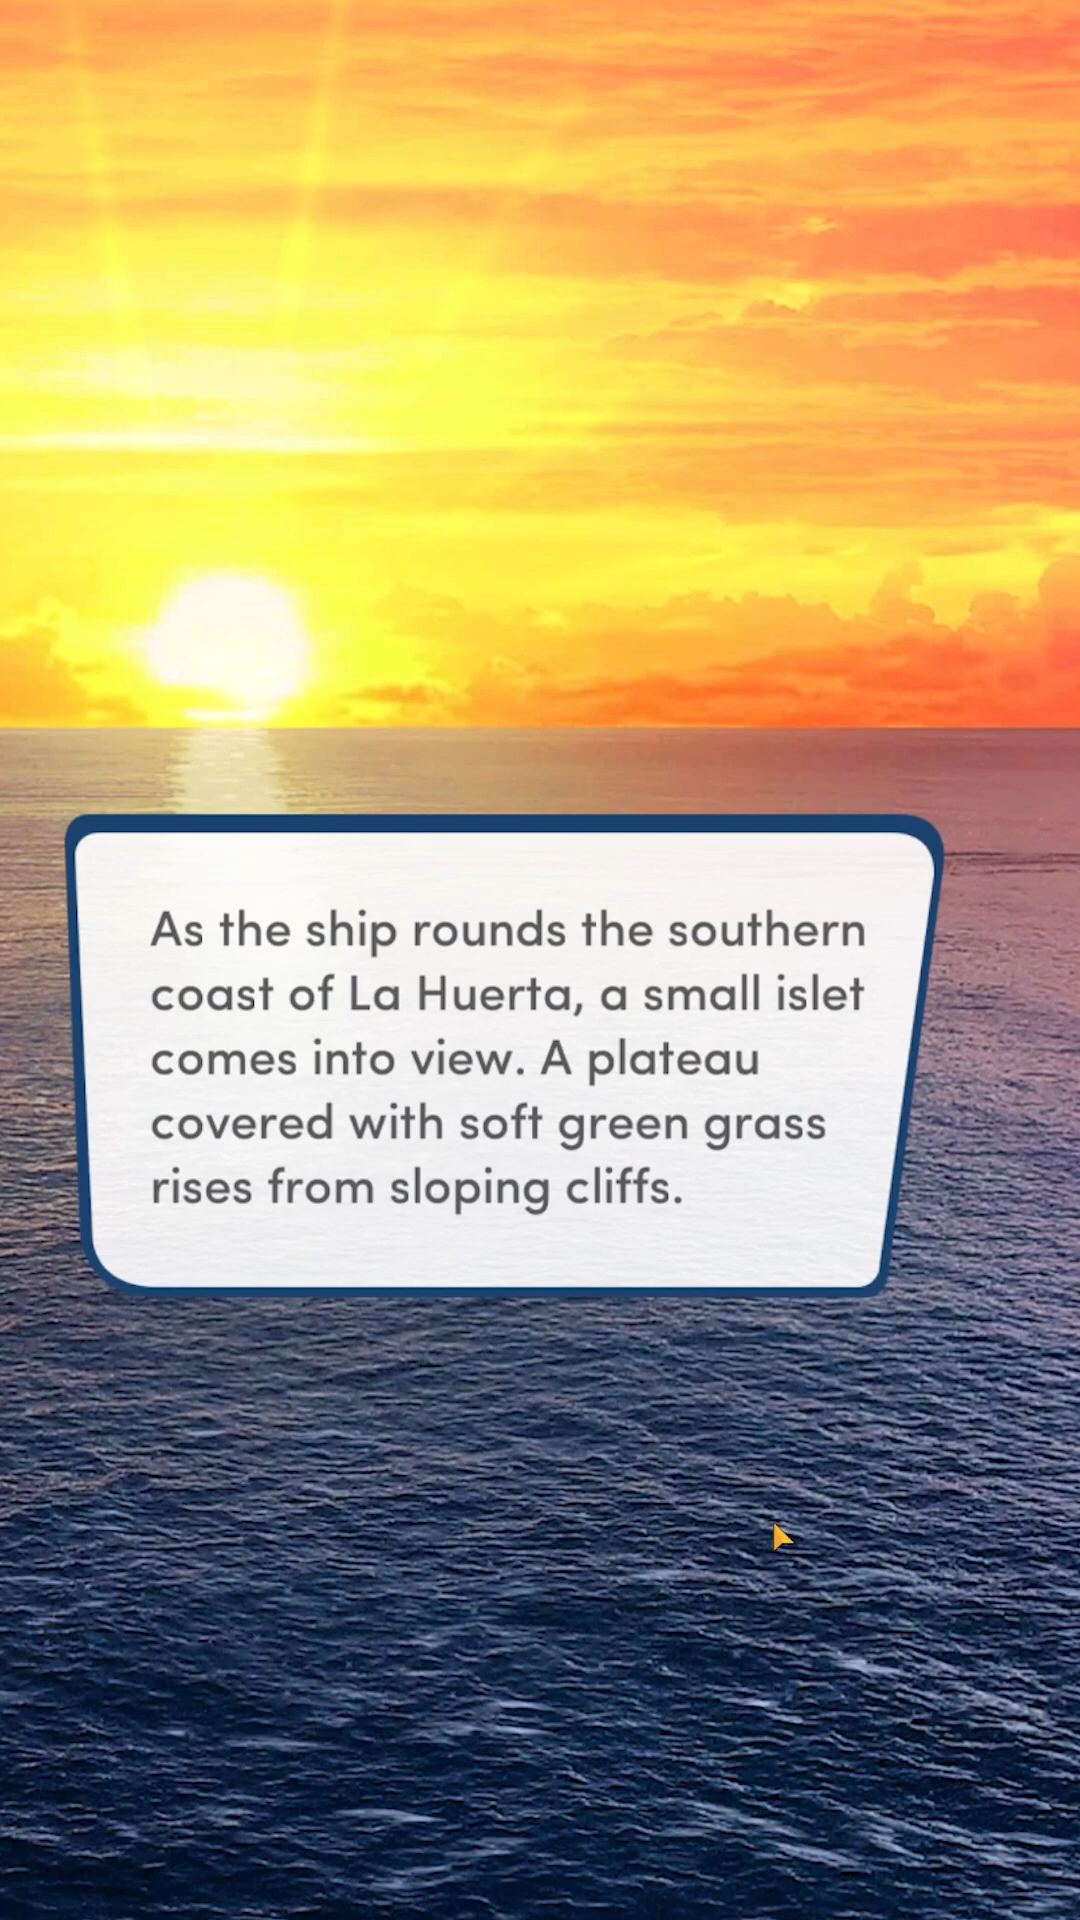 As the ship rounds the southern
coast of La Huerta, a small islet
comes into view. A plateau
covered with soft green grass
rises from sloping cliffs.